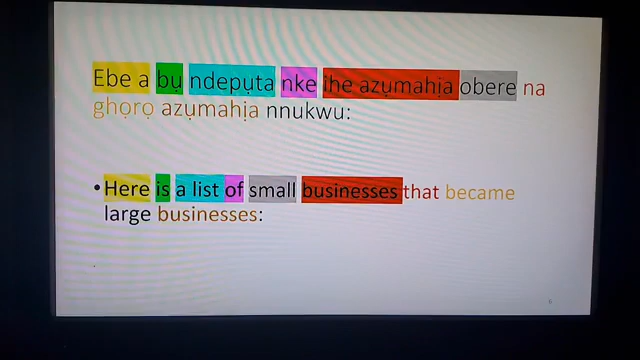 Ebe a bụ ndepụta nke ihe azụmahịa obere na
ghọrọ azụmahịa nnukwu:
•Here is a list of small businesses that became
large businesses: